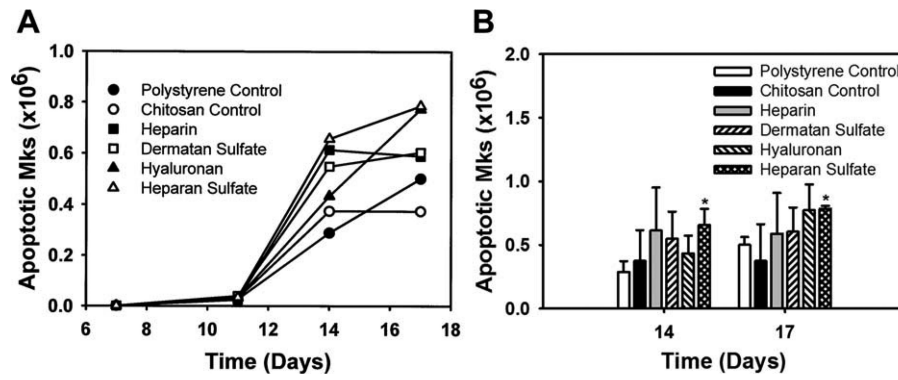 A
Apoptotic Mks (x10⁶)
1.0
0.8
0.6
0.4
0.2
0.0
Polystyrene Control
Chitosan Control
Heparin
Dermatan Sulfate
Hyaluronan
Heparan Sulfate
6 8 10 12 14 16 18
Time (Days)
B
Apoptotic Mks (x10⁶)
2.0
1.5
1.0
0.5
0.0
Polystyrene Control
Chitosan Control
Heparin
Dermatan Sulfate
Hyaluronan
Heparan Sulfate
* *
14 17
Time (Days)